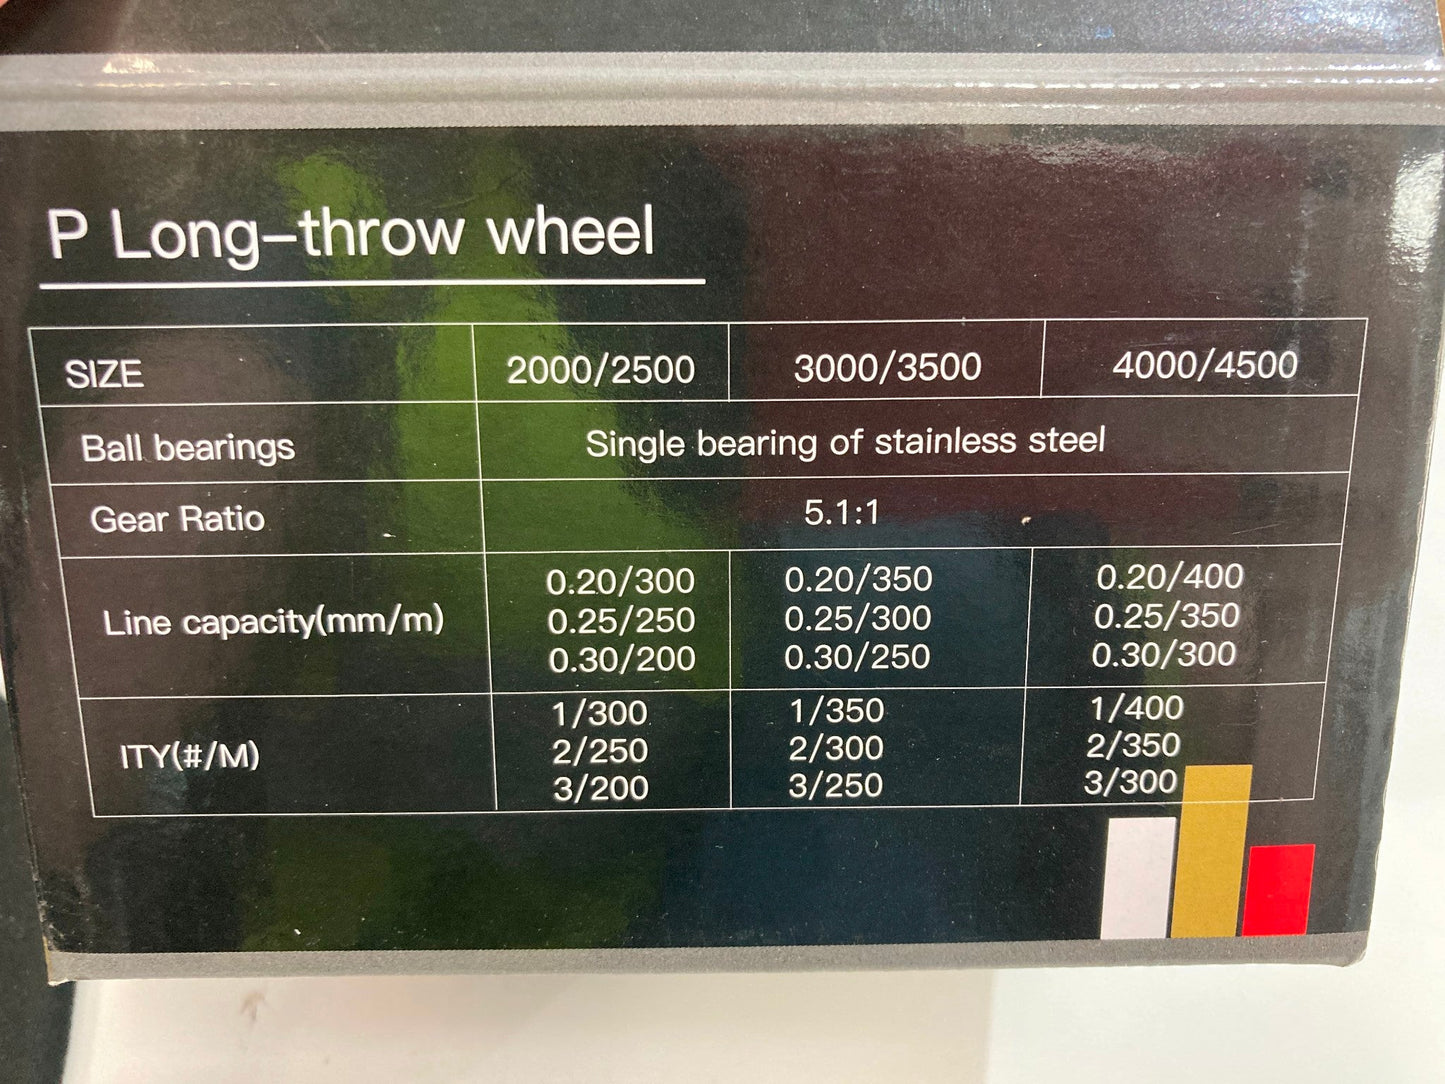 P Long-throw wheel
SIZE 2000/2500 3000/3500 4000/4500
Ball bearings Single bearing of stainless steel
Gear Ratio 5.1:1
Line capacity(mm/m)
0.20/300 0.20/350 0.20/400
0.25/250 0.25/300 0.25/350
0.30/200 0.30/250 0.30/300
ITY(#/M)
1/300 1/350 1/400
2/250 2/300 2/350
3/200 3/250 3/300